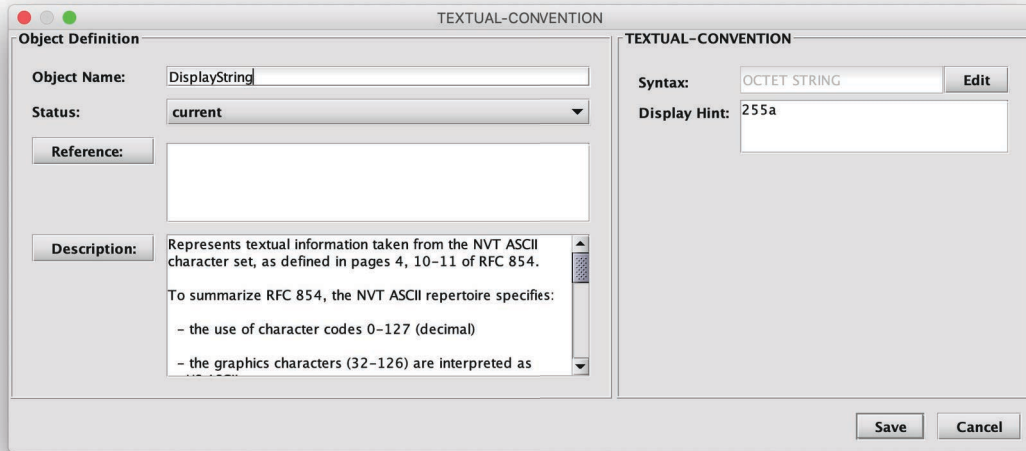 TEXTUAL-CONVENTION
Object Definition
Object Name:
DisplayString
Status:
current
Reference:
Description:
Represents textual information taken from the NVT ASCII
character set, as defined in pages 4, 10-11 of RFC 854.
To summarize RFC 854, the NVT ASCII repertoire specifies:
– the use of character codes 0-127 (decimal)
– the graphics characters (32-126) are interpreted as
TEXTUAL-CONVENTION
Syntax:
OCTET STRING
Edit
Display Hint:
255a
Save
Cancel